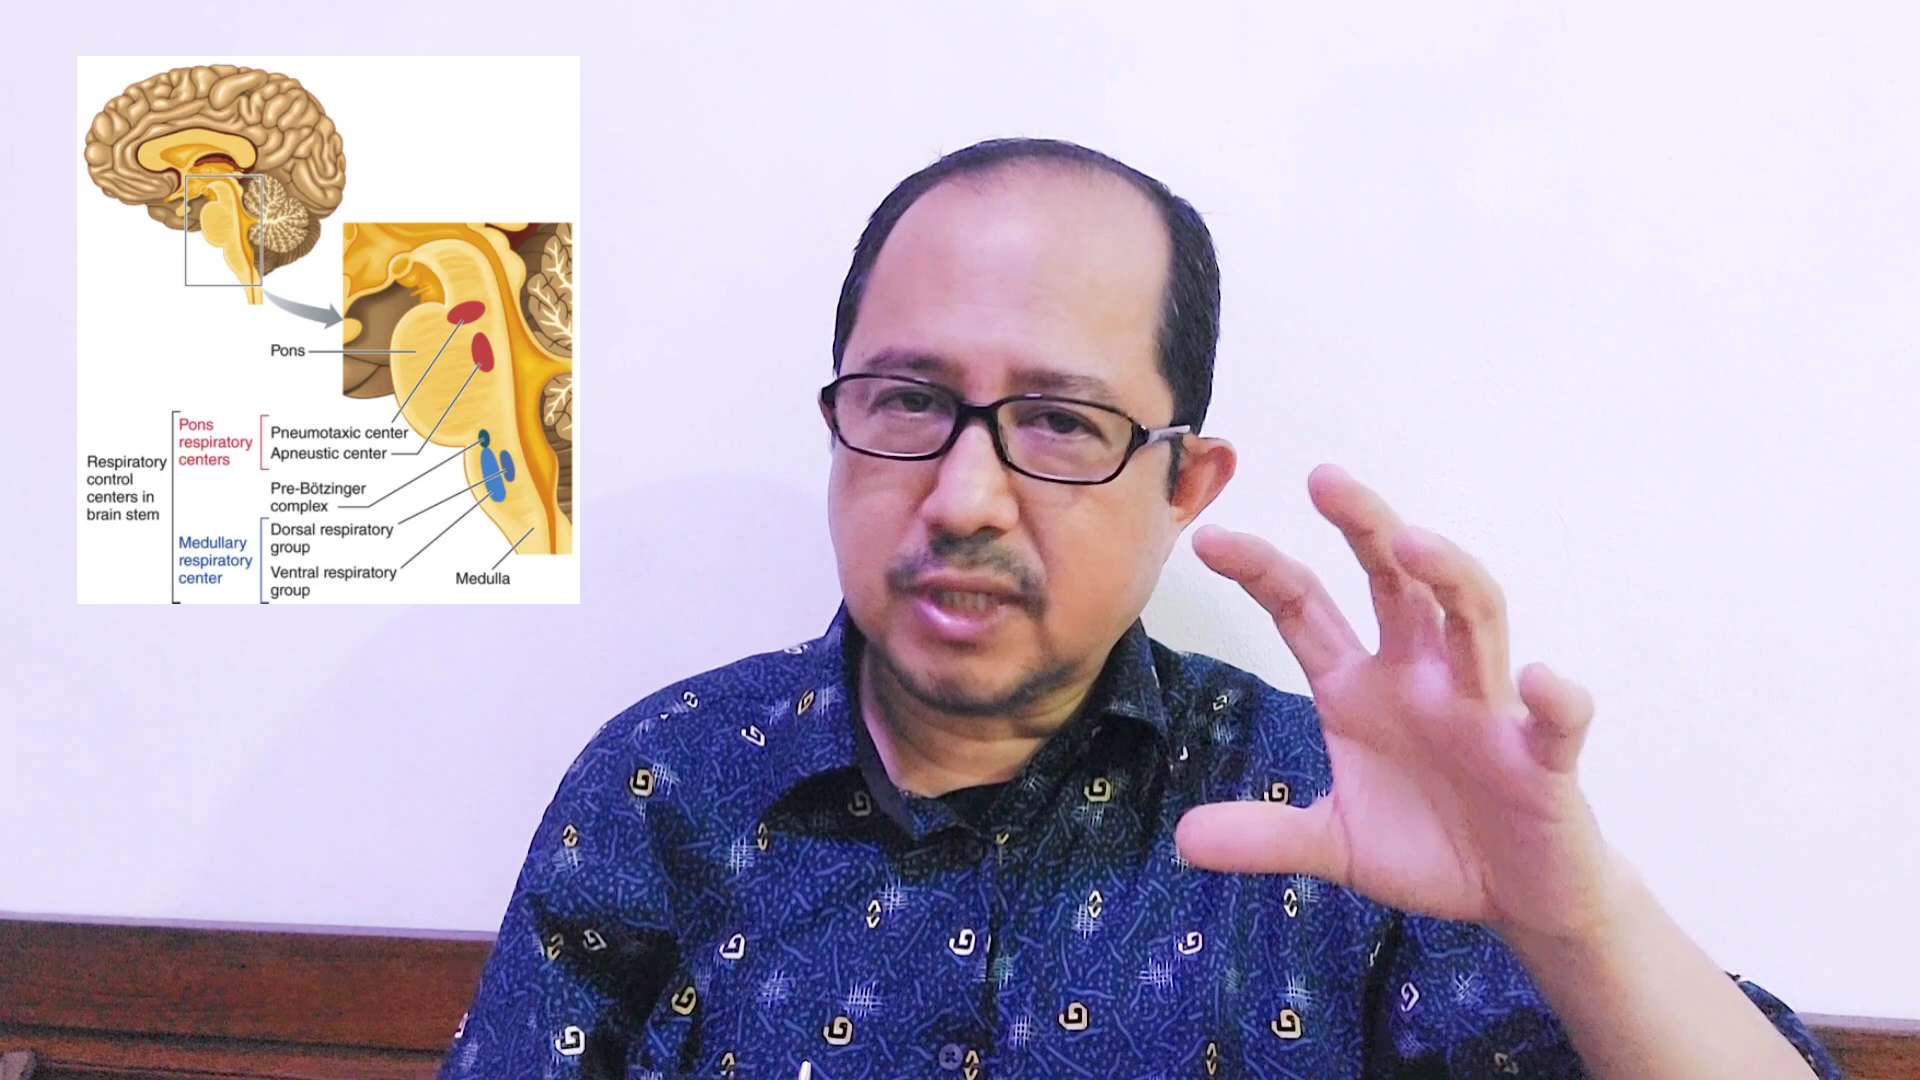 Pons
Pons
respiratory
centers
Pneumotaxic center
Apneustic center
Respiratory
control
centers in
brain stem
Pre-Bötzinger
complex
Medullary
respiratory
center
Dorsal respiratory
group
Ventral respiratory
group
Medulla